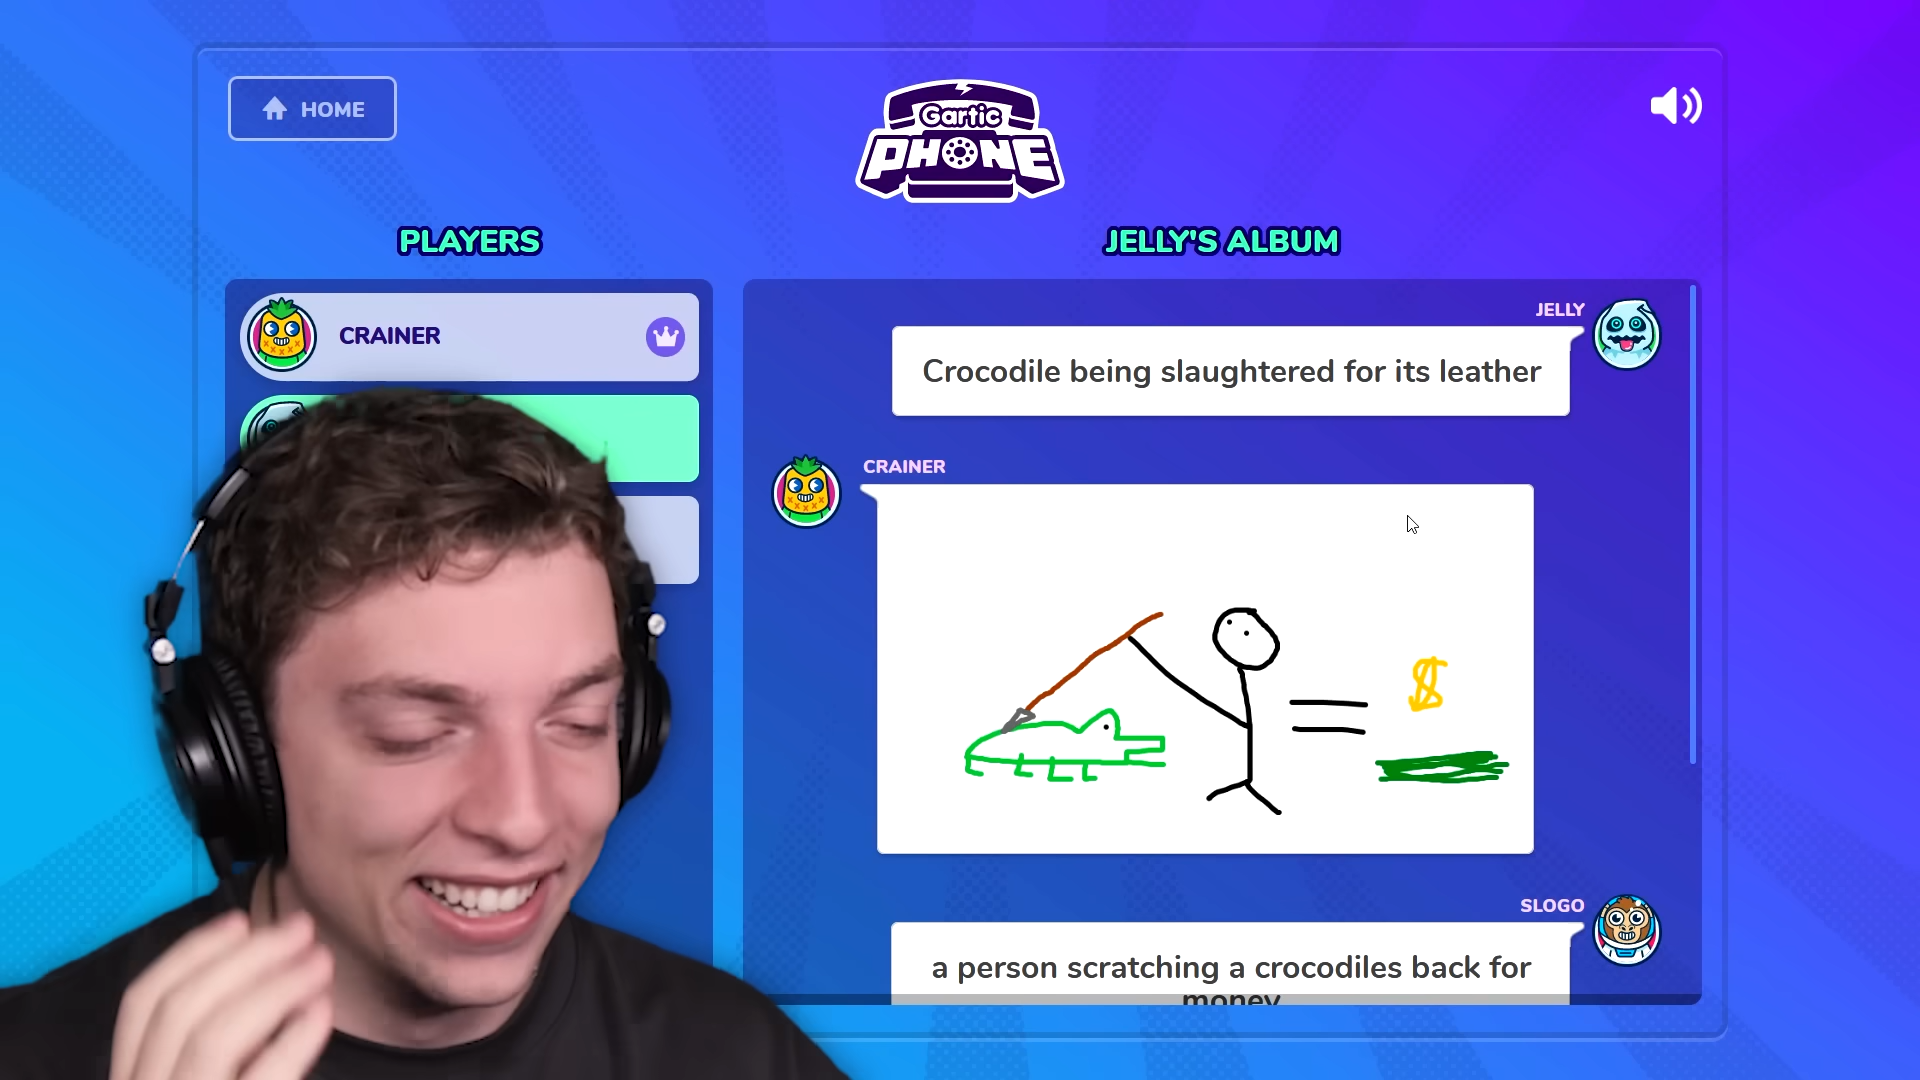 HOME
Gartic
PHONE
PLAYERS
JELLY'S ALBUM
CRAINER
JELLY
Crocodile being slaughtered for its leather
CRAINER
$
SLOGO
a person scratching a crocodiles back for
money